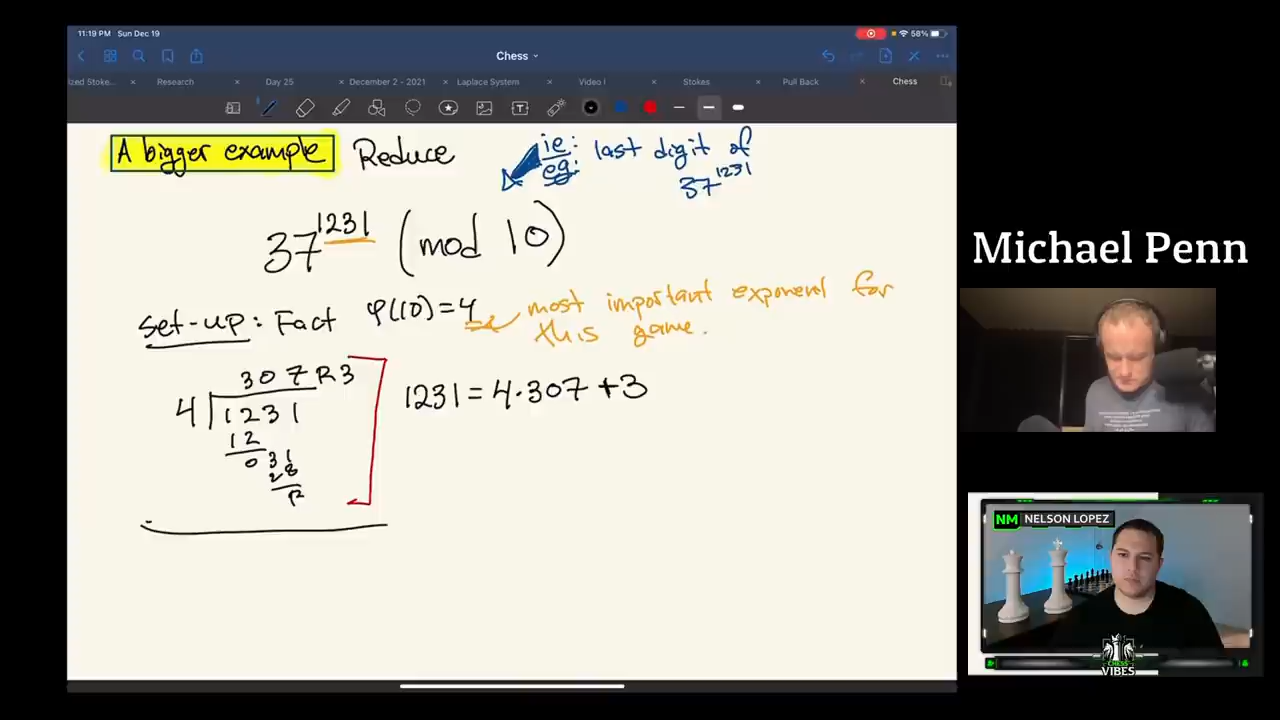 11:19 PM Sun Dec 19
58%
Chess
ized Stoke...
Research
Day 25
December 2 - 2021
Laplace System
Video I
Stokes
Pull Back
Chess
A bigger example Reduce
ie: last digit of
eg: 37^1231
37^1231 (mod 10)
set-up: Fact φ(10)=4
most important exponent for
this game.
307 R3
4 1231
12
031
28
1231 = 4·307 + 3
Michael Penn
NM NELSON LOPEZ
CHESS
VIBES